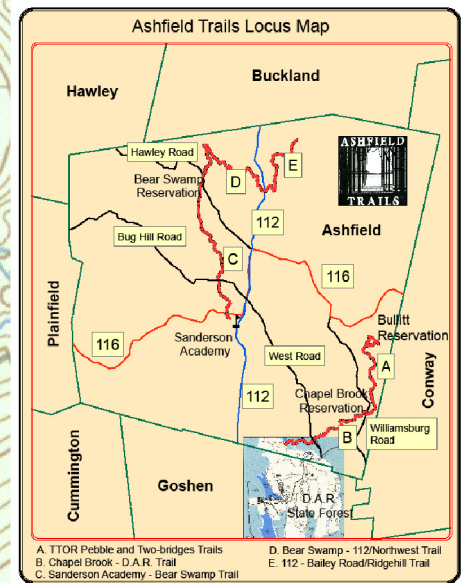 Ashfield Trails Locus Map
Buckland
Hawley
ASHFIELD
TRAILS
Hawley Road
Bear Swamp
Reservation
D
E
112
Ashfield
Bug Hill Road
C
116
Plainfield
Bullitt
Reservation
116
Sanderson
Academy
West Road
A
Conway
112
Chapel Brook
Reservation
Williamsburg
Road
B
Cummington
Goshen
D.A.R.
State Forest
A. TTOR Pebble and Two-bridges Trails
B. Chapel Brook - D.A.R. Trail
C. Sanderson Academy - Bear Swamp Trail
D. Bear Swamp - 112/Northwest Trail
E. 112 - Bailey Road/Ridgehill Trail